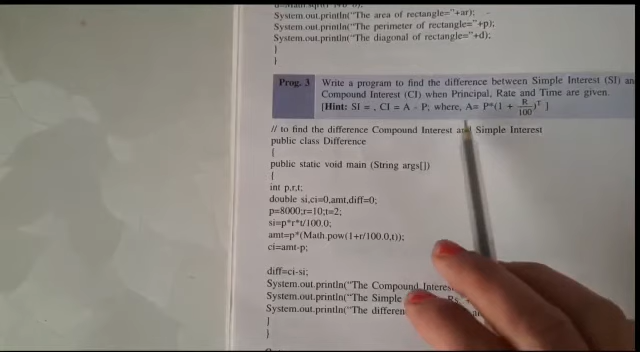 System.out.println("The area of rectangle="+ar);
System.out.println("The perimeter of rectangle="+p);
System.out.println("The diagonal of rectangle="+d);
}
}
Prog. 3 Write a program to find the difference between Simple Interest (SI) an
Compound Interest (CI) when Principal, Rate and Time are given.
[Hint: SI = , CI = A - P; where, A= P*(1 + R/100)^T ]
// to find the difference Compound Interest and Simple Interest
public class Difference
{
public static void main (String args[])
{
int p,r,t;
double si,ci=0,amt,diff=0;
p=8000;r=10;t=2;
si=p*r*t/100.0;
amt=p*(Math.pow(1+r/100.0,t));
ci=amt-p;
diff=ci-si;
System.out.println("The Compound Interes
System.out.println("The Simple Rs.
System.out.println("The differen
}
}